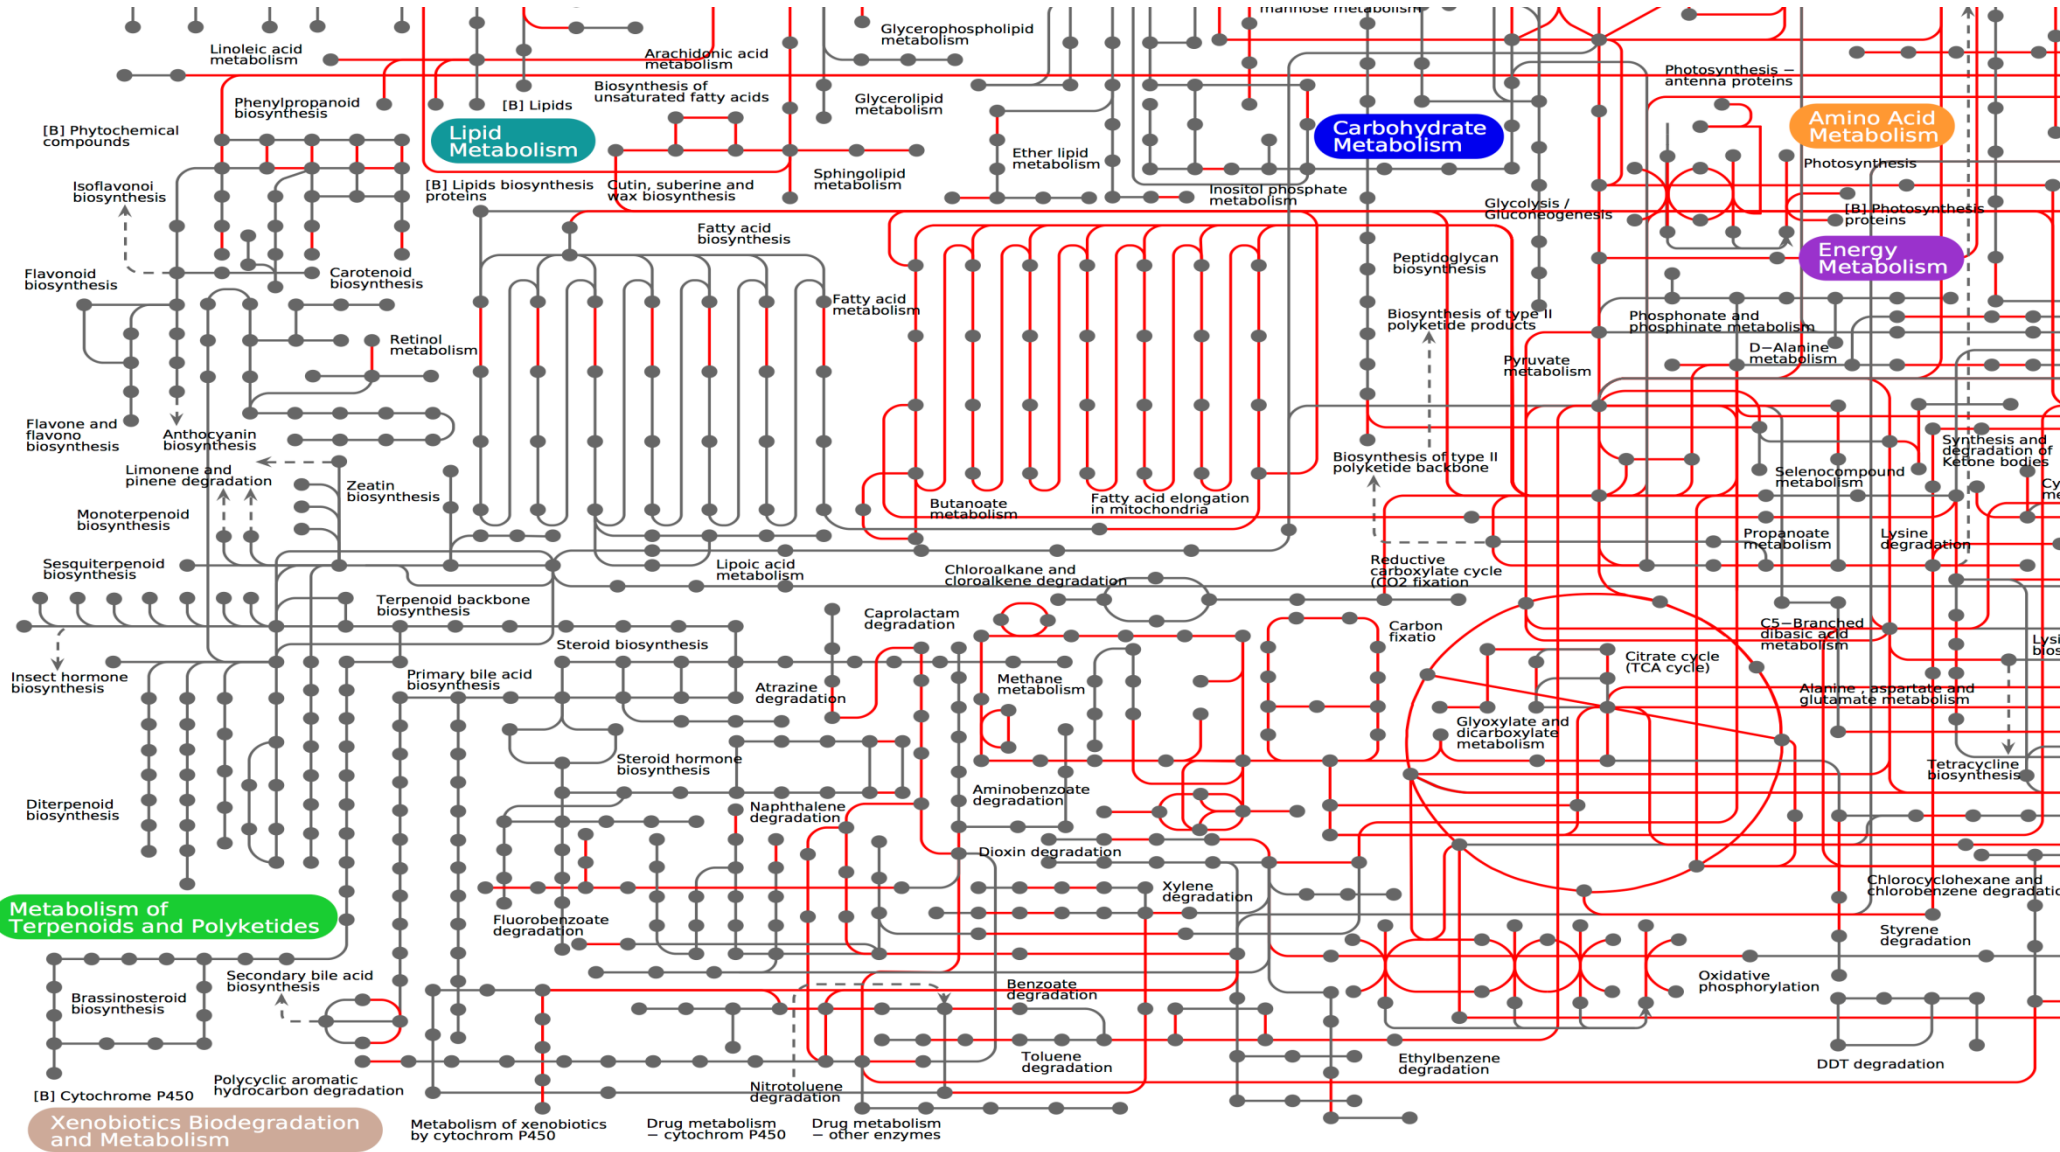 mannose metabolism
Linoleic acid
metabolism
Arachidonic acid
metabolism
Glycerophospholipid
metabolism
Phenylpropanoid
biosynthesis
[B] Lipids
Biosynthesis of
unsaturated fatty acids
Glycerolipid
metabolism
Photosynthesis −
antenna proteins
[B] Phytochemical
compounds
Lipid
Metabolism
Carbohydrate
Metabolism
Amino Acid
Metabolism
Ether lipid
metabolism
Photosynthesis
Isoflavonoi
biosynthesis
[B] Lipids biosynthesis
proteins
Cutin, suberine and
wax biosynthesis
Sphingolipid
metabolism
Inositol phosphate
metabolism
Glycolysis /
Gluconeogenesis
[B] Photosynthesis
proteins
Fatty acid
biosynthesis
Energy
Metabolism
Flavonoid
biosynthesis
Carotenoid
biosynthesis
Peptidoglycan
biosynthesis
Fatty acid
metabolism
Biosynthesis of type II
polyketide products
Phosphonate and
phosphinate metabolism
Retinol
metabolism
Pyruvate
metabolism
D−Alanine
metabolism
Flavone and
flavono
biosynthesis
Anthocyanin
biosynthesis
Limonene and
pinene degradation
Biosynthesis of type II
polyketide backbone
Synthesis and
degradation of
Ketone bodies
Selenocompound
metabolism
Zeatin
biosynthesis
Cy
me
Monoterpenoid
biosynthesis
Butanoate
metabolism
Fatty acid elongation
in mitochondria
Propanoate
metabolism
Lysine
degradation
Sesquiterpenoid
biosynthesis
Lipoic acid
metabolism
Chloroalkane and
cloroalkene degradation
Reductive
carboxylate cycle
(CO2 fixation
Terpenoid backbone
biosynthesis
Caprolactam
degradation
Carbon
fixatio
C5−Branched
dibasic acid
metabolism
Steroid biosynthesis
Citrate cycle
(TCA cycle)
Lysi
bios
Insect hormone
biosynthesis
Primary bile acid
biosynthesis
Atrazine
degradation
Methane
metabolism
Alanine , aspartate and
glutamate metabolism
Glyoxylate and
dicarboxylate
metabolism
Steroid hormone
biosynthesis
Tetracycline
biosynthesis
Diterpenoid
biosynthesis
Naphthalene
degradation
Aminobenzoate
degradation
Dioxin degradation
Xylene
degradation
Chlorocyclohexane and
chlorobenzene degradatio
Metabolism of
Terpenoids and Polyketides
Fluorobenzoate
degradation
Styrene
degradation
Secondary bile acid
biosynthesis
Brassinosteroid
biosynthesis
Benzoate
degradation
Oxidative
phosphorylation
Polycyclic aromatic
hydrocarbon degradation
Toluene
degradation
Ethylbenzene
degradation
DDT degradation
Nitrotoluene
degradation
[B] Cytochrome P450
Xenobiotics Biodegradation
and Metabolism
Metabolism of xenobiotics
by cytochrom P450
Drug metabolism
− cytochrom P450
Drug metabolism
− other enzymes